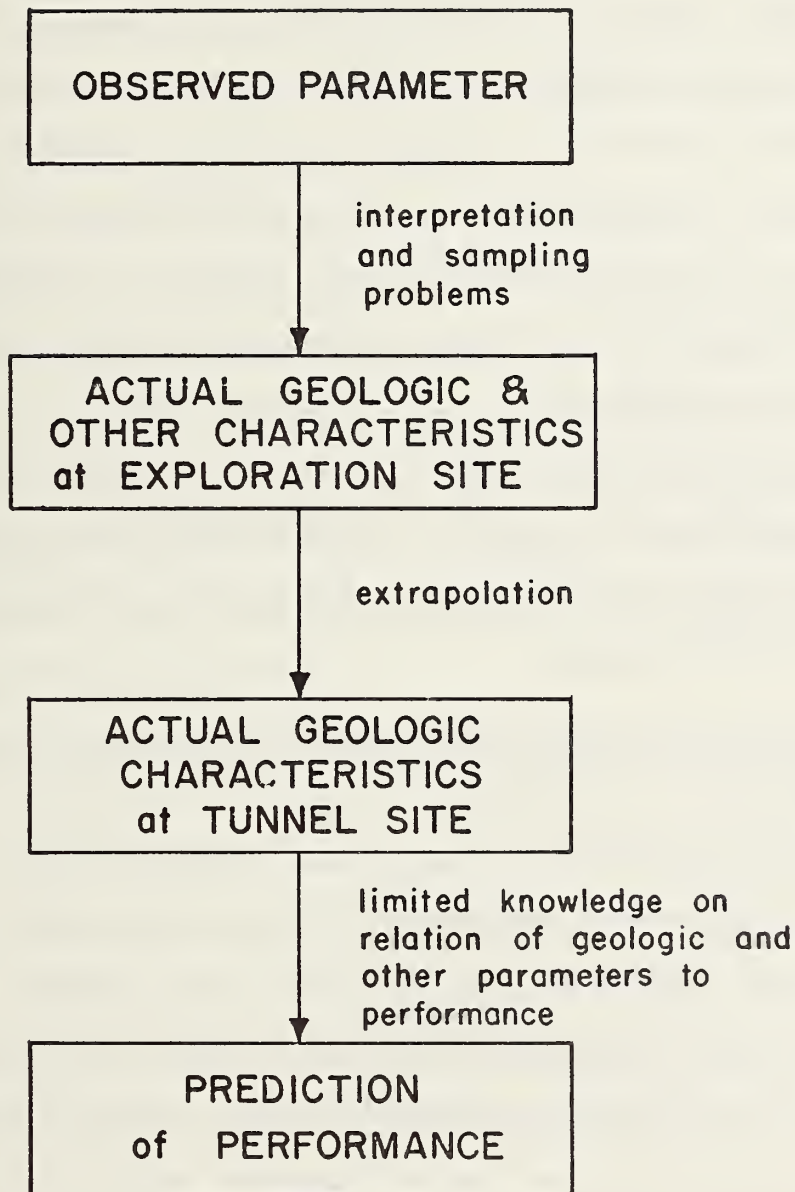 OBSERVED PARAMETER
interpretation
and sampling
problems
ACTUAL GEOLOGIC &
OTHER CHARACTERISTICS
at EXPLORATION SITE
extrapolation
ACTUAL GEOLOGIC
CHARACTERISTICS
at TUNNEL SITE
limited knowledge on
relation of geologic and
other parameters to
performance
PREDICTION
of PERFORMANCE